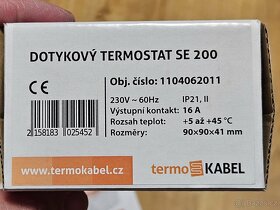 DOTYKOVÝ TERMOSTAT SE 200
Obj. číslo: 1104062011
CE
230V ~ 60Hz IP21, II
Výstupní kontakt: 16 A
Rozsah teplot: +5 až +45 °C
Rozměry: 90×90×41 mm
2 158183 025452
www.termokabel.cz
termo KABEL